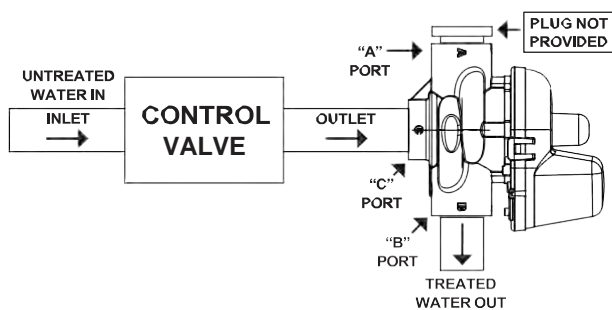 PLUG NOT
PROVIDED
"A"
PORT
A
UNTREATED
WATER IN
INLET
CONTROL
VALVE
OUTLET
C
"C"
PORT
B
"B"
PORT
TREATED
WATER OUT